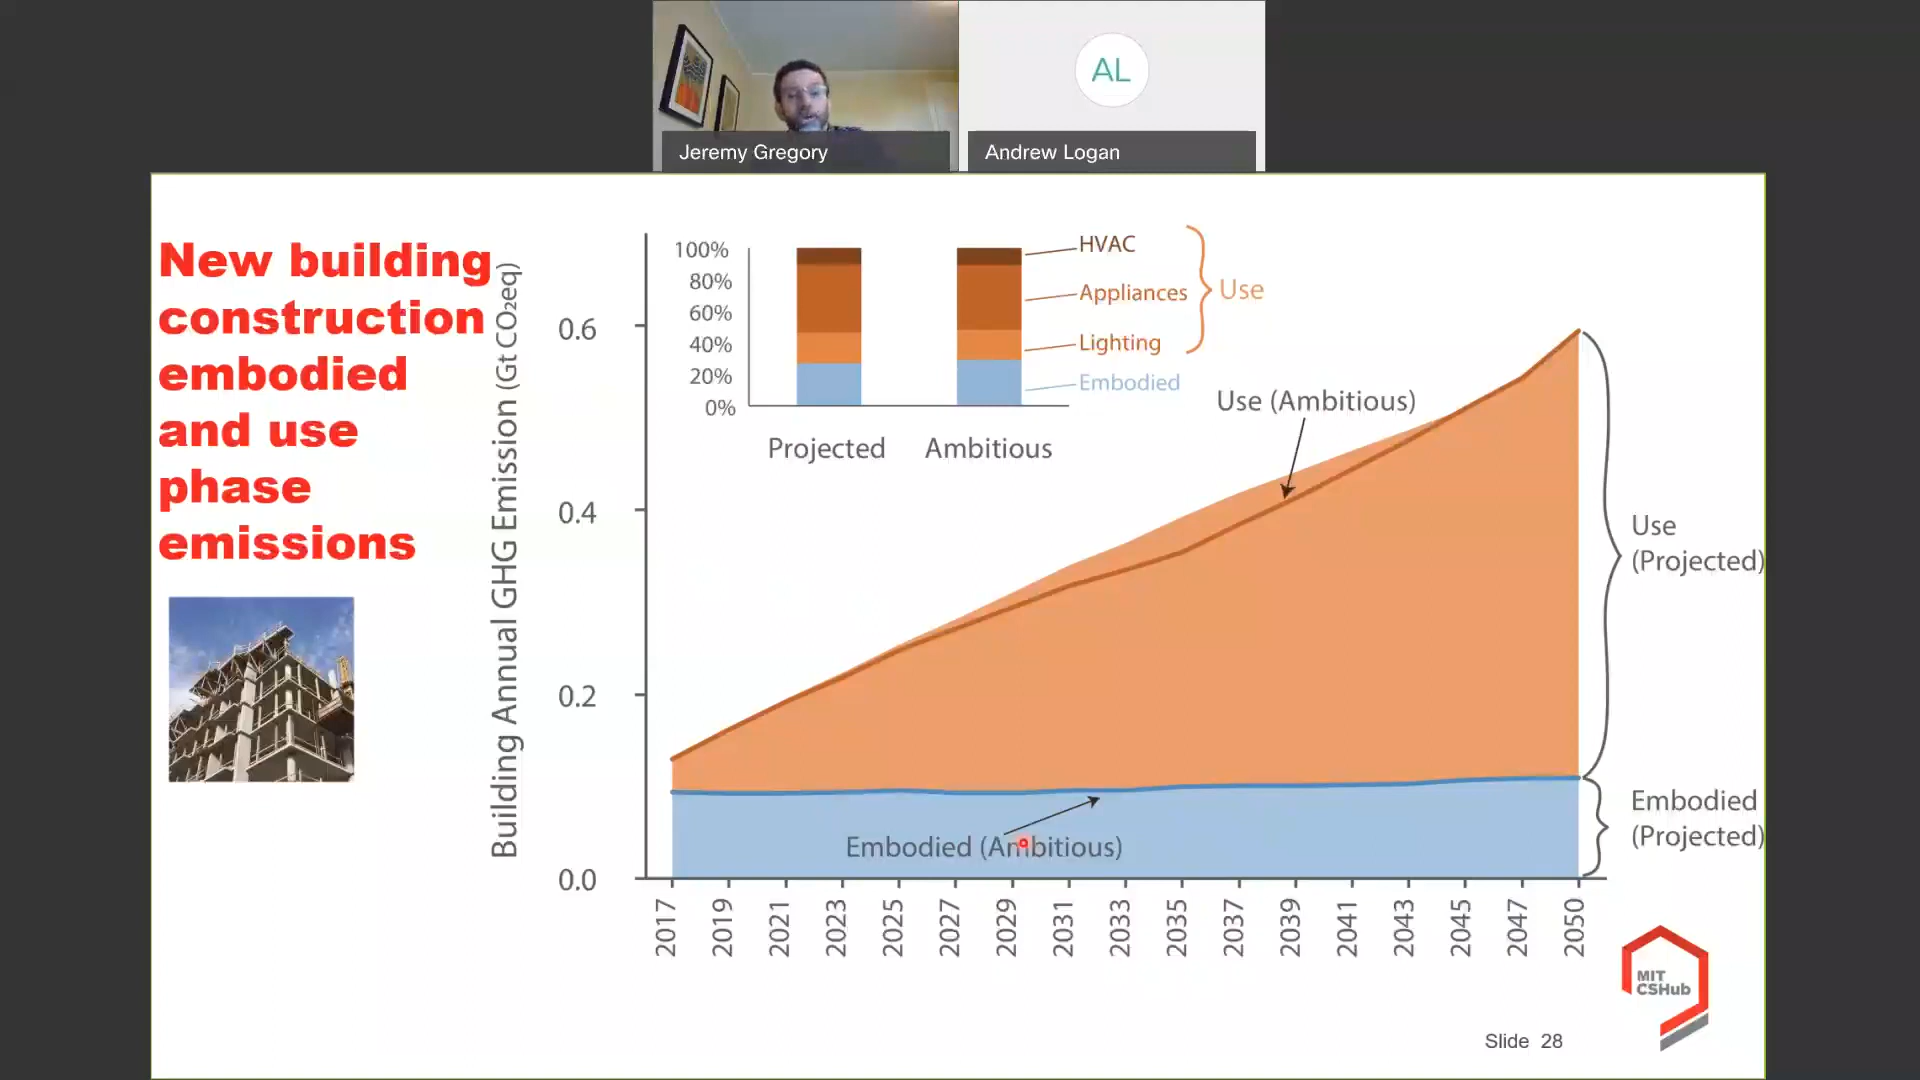 AL
Jeremy Gregory
Andrew Logan
New building
construction
embodied
and use
phase
emissions
Building Annual GHG Emission (Gt CO₂eq)
0.6
0.4
0.2
0.0
100%
80%
60%
40%
20%
0%
Projected
Ambitious
HVAC
Appliances
Lighting
Embodied
Use
Use (Ambitious)
Embodied (Ambitious)
Use
(Projected)
Embodied
(Projected)
2017
2019
2021
2023
2025
2027
2029
2031
2033
2035
2037
2039
2041
2043
2045
2047
2050
MIT
CSHub
Slide 28